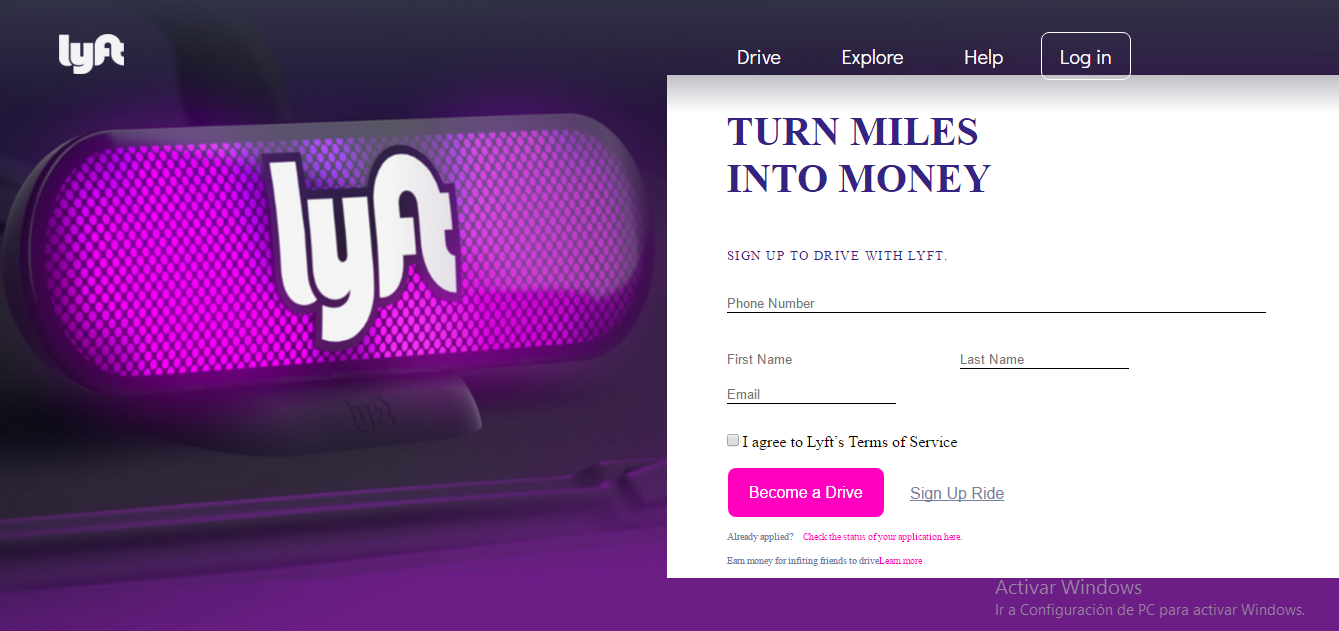 lyft
Drive
Explore
Help
Log in
lyft
TURN MILES
INTO MONEY
SIGN UP TO DRIVE WITH LYFT.
Phone Number
First Name
Last Name
Email
I agree to Lyft's Terms of Service
Become a Drive
Sign Up Ride
Already applied? Check the status of your application here.
Earn money for infiting friends to driveLearn more
lyft
Activar Windows
Ir a Configuración de PC para activar Windows.